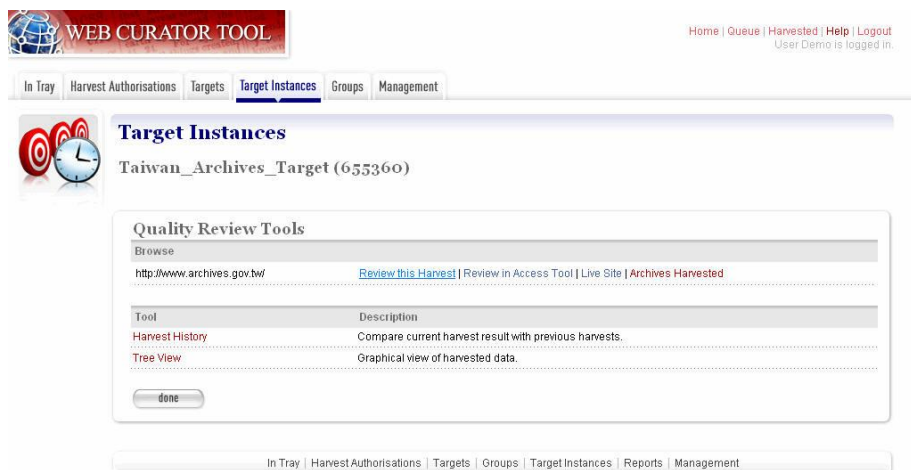 WEB CURATOR TOOL
Home | Queue | Harvested | Help | Logout
User Demo is logged in.
In Tray Harvest Authorisations Targets Target Instances Groups Management
Target Instances
Taiwan_Archives_Target (655360)
Quality Review Tools
Browse
http://www.archives.gov.tw/ Review this Harvest | Review in Access Tool | Live Site | Archives Harvested
Tool Description
Harvest History Compare current harvest result with previous harvests.
Tree View Graphical view of harvested data.
done
In Tray | Harvest Authorisations | Targets | Groups | Target Instances | Reports | Management